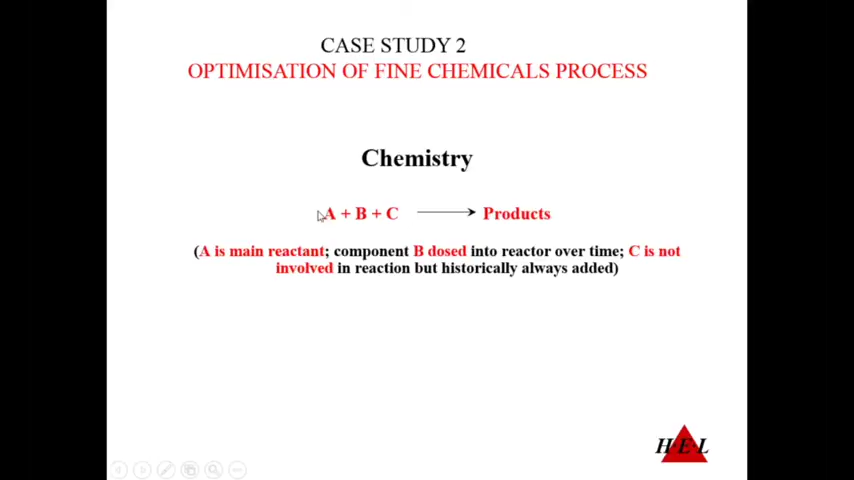 CASE STUDY 2
OPTIMISATION OF FINE CHEMICALS PROCESS
Chemistry
A + B + C ⟶ Products
(A is main reactant; component B dosed into reactor over time; C is not
involved in reaction but historically always added)
H·E·L